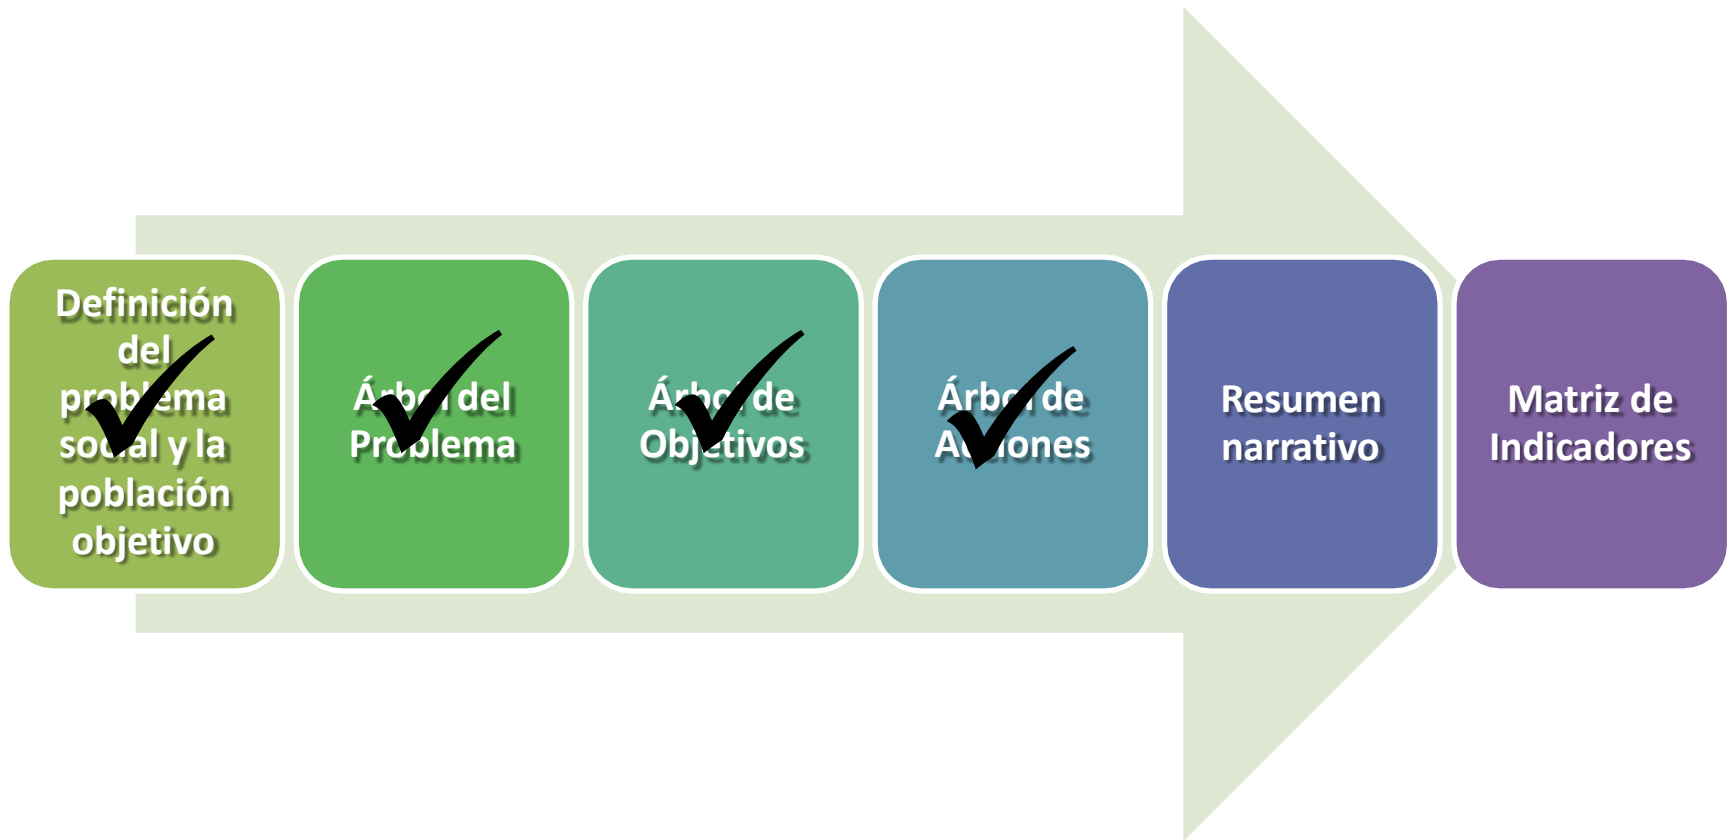 Definición
del
problema
social y la
población
objetivo
Árbol del
Problema
Árbol de
Objetivos
Árbol de
Acciones
Resumen
narrativo
Matriz de
Indicadores